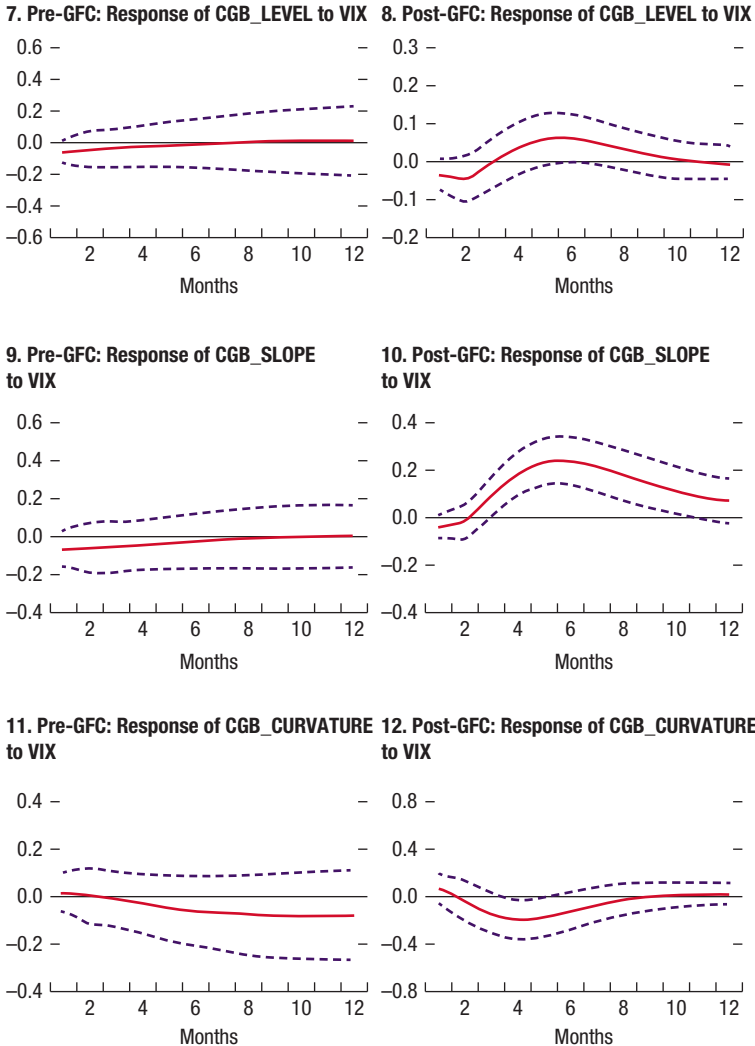 7. Pre-GFC: Response of CGB_LEVEL to VIX
0.6
0.4
0.2
0.0
–0.2
–0.4
–0.6
2 4 6 8 10 12
Months
8. Post-GFC: Response of CGB_LEVEL to VIX
0.3
0.2
0.1
0.0
–0.1
–0.2
2 4 6 8 10 12
Months
9. Pre-GFC: Response of CGB_SLOPE
to VIX
0.6
0.4
0.2
0.0
–0.2
–0.4
2 4 6 8 10 12
Months
10. Post-GFC: Response of CGB_SLOPE
to VIX
0.4
0.2
0.0
–0.2
–0.4
2 4 6 8 10 12
Months
11. Pre-GFC: Response of CGB_CURVATURE
to VIX
0.4
0.2
0.0
–0.2
–0.4
2 4 6 8 10 12
Months
12. Post-GFC: Response of CGB_CURVATURE
to VIX
0.8
0.4
0.0
–0.4
–0.8
2 4 6 8 10 12
Months